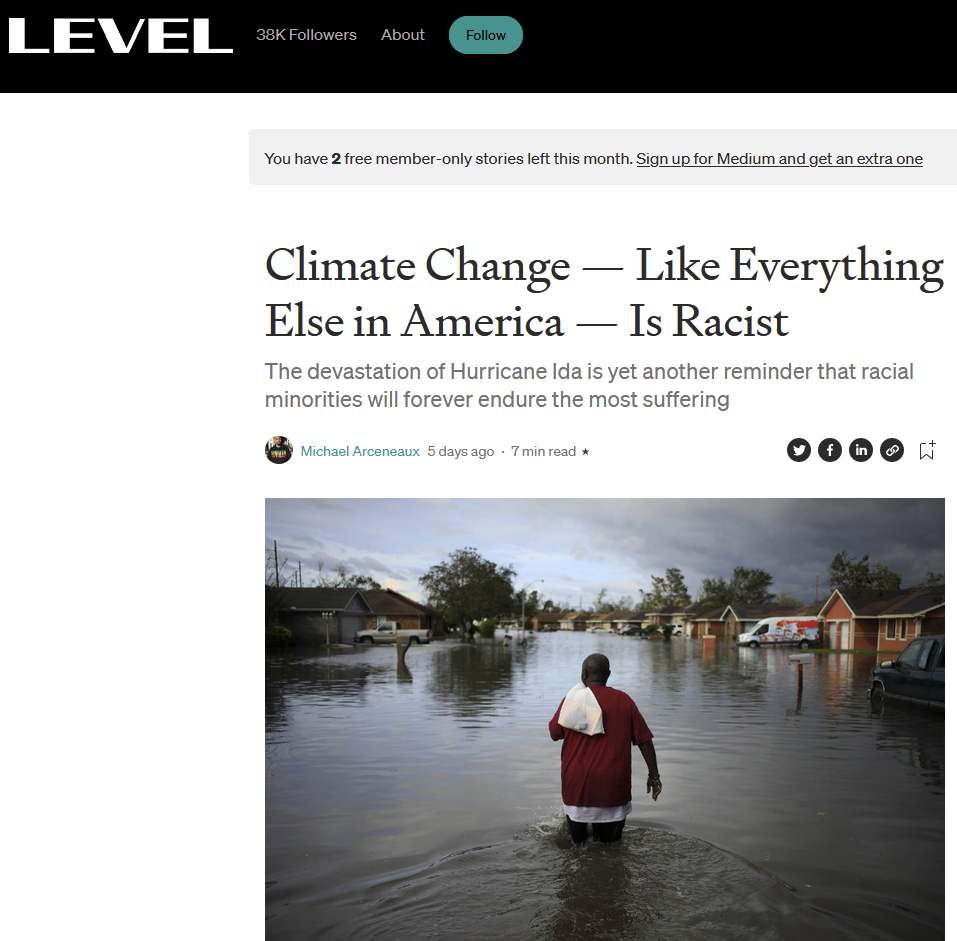 LEVEL 38K Followers About Follow
You have 2 free member-only stories left this month. Sign up for Medium and get an extra one
Climate Change — Like Everything
Else in America — Is Racist
The devastation of Hurricane Ida is yet another reminder that racial
minorities will forever endure the most suffering
Michael Arceneaux 5 days ago · 7 min read ★